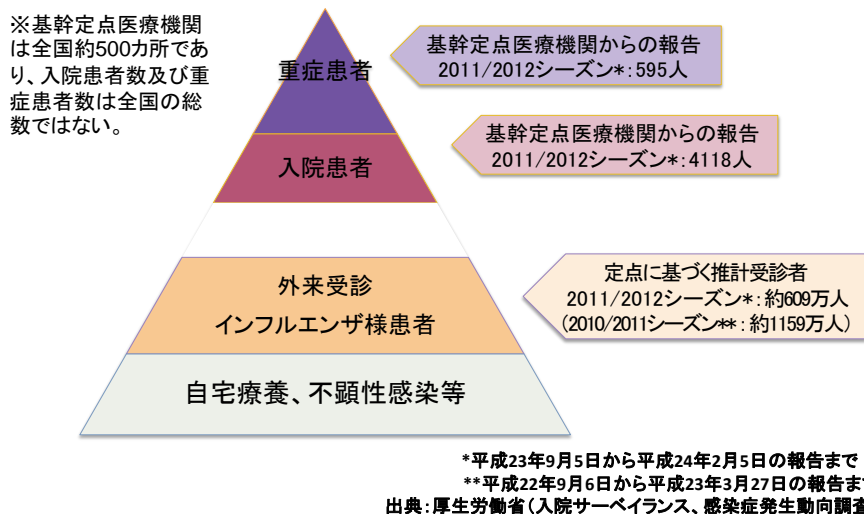 ※基幹定点医療機関
は全国約500カ所であ
り、入院患者数及び重
症患者数は全国の総
数ではない。
重症患者
基幹定点医療機関からの報告
2011/2012シーズン*:595人
入院患者
基幹定点医療機関からの報告
2011/2012シーズン*:4118人
外来受診
インフルエンザ様患者
定点に基づく推計受診者
2011/2012シーズン*:約609万人
(2010/2011シーズン**:約1159万人)
自宅療養、不顕性感染等
*平成23年9月5日から平成24年2月5日の報告まで
**平成22年9月6日から平成23年3月27日の報告ま
出典:厚生労働省(入院サーベイランス、感染症発生動向調査